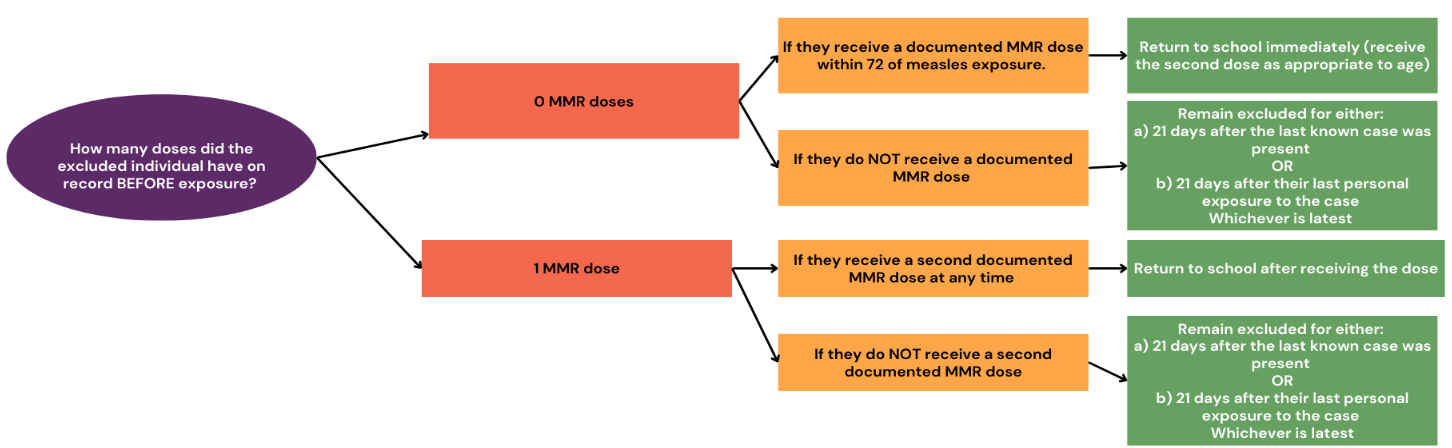 How many doses did the
excluded individual have on
record BEFORE exposure?
0 MMR doses
If they receive a documented MMR dose
within 72 of measles exposure.
Return to school immediately (receive
the second dose as appropriate to age)
If they do NOT receive a documented
MMR dose
Remain excluded for either:
a) 21 days after the last known case was
present
OR
b) 21 days after their last personal
exposure to the case
Whichever is latest
1 MMR dose
If they receive a second documented
MMR dose at any time
Return to school after receiving the dose
If they do NOT receive a second
documented MMR dose
Remain excluded for either:
a) 21 days after the last known case was
present
OR
b) 21 days after their last personal
exposure to the case
Whichever is latest